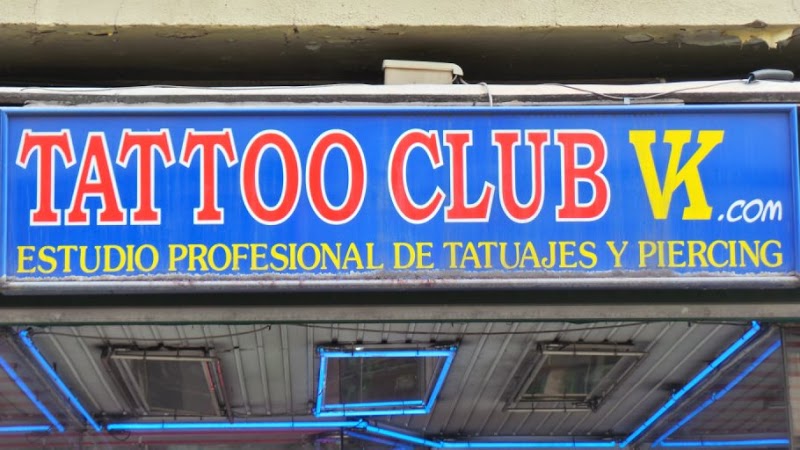 TATTOO CLUB VK.com
ESTUDIO PROFESIONAL DE TATUAJES Y PIERCING